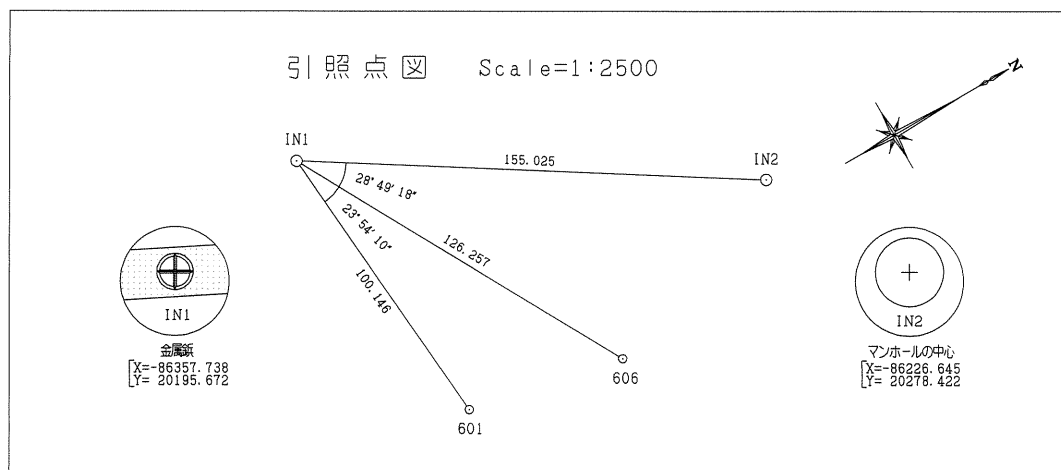 引照点図 Scale=1:2500
N
IN1
IN2
155.025
28°49′18″
23°54′10″
126.257
100.146
606
601
IN1
金属鋲
X=-86357.738
Y= 20195.672
IN2
マンホールの中心
X=-86226.645
Y= 20278.422